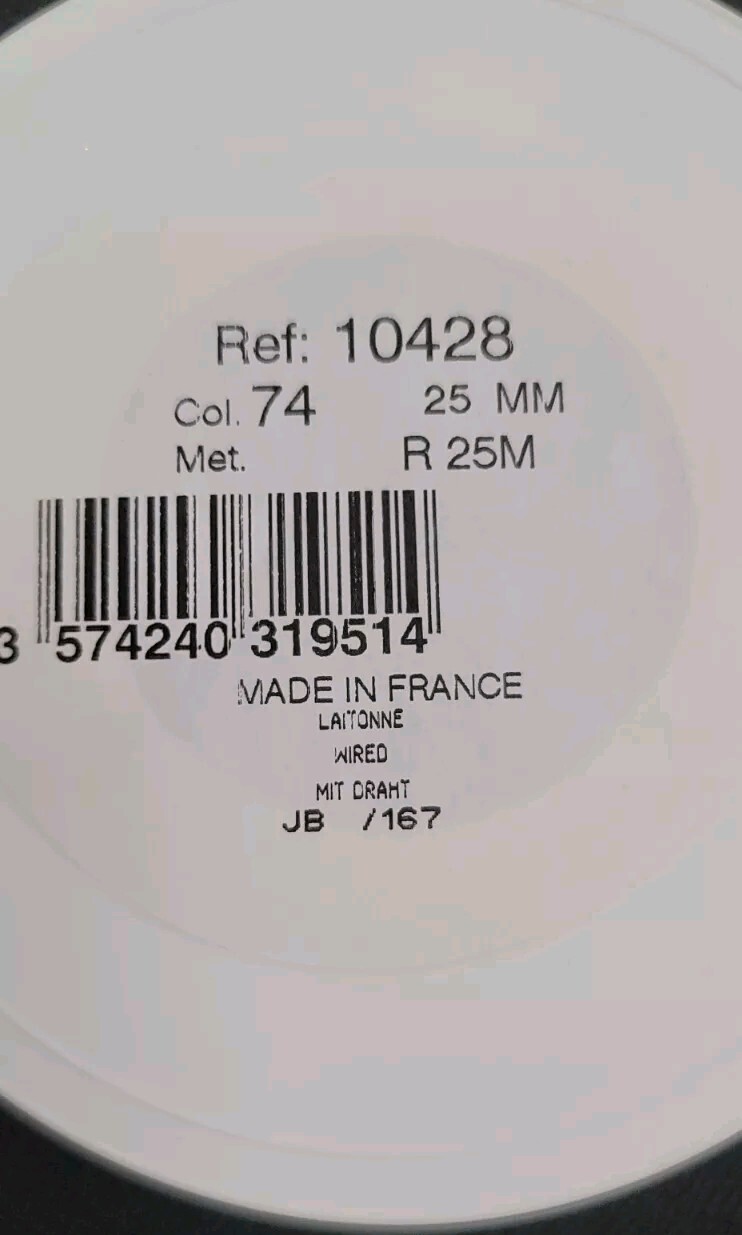 Ref: 10428
Col. 74 25 MM
Met. R 25M
3 574240 319514
MADE IN FRANCE
LAITONNE
WIRED
MIT DRAHT
JB /167